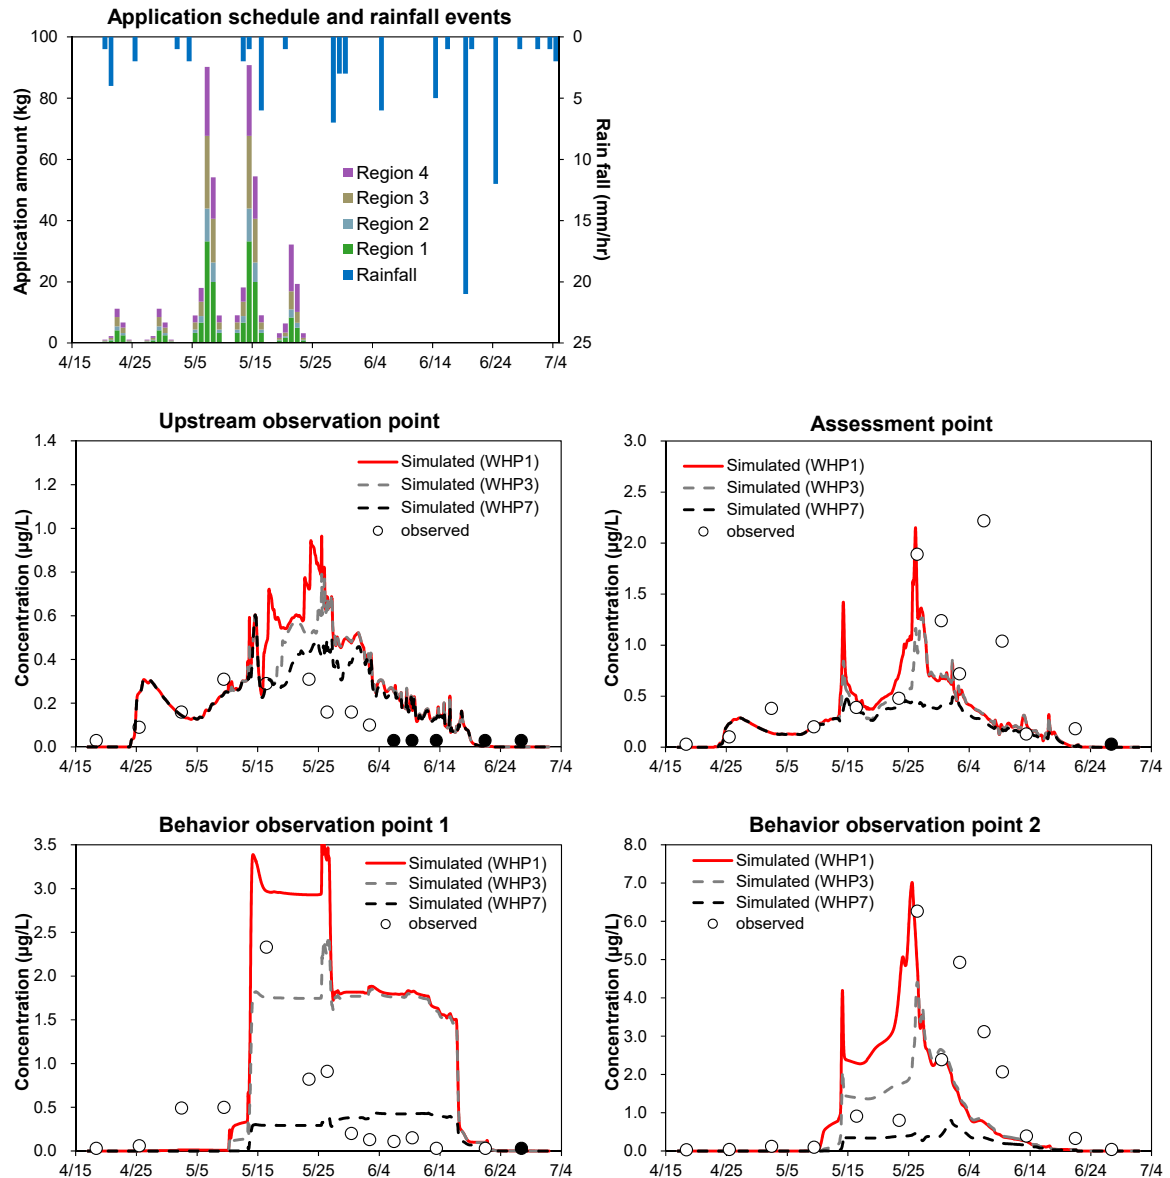 Application schedule and rainfall events
Application amount (kg)
100
80
60
40
20
0
0
5
10
15
20
25
Rain fall (mm/hr)
Region 4
Region 3
Region 2
Region 1
Rainfall
4/15 4/25 5/5 5/15 5/25 6/4 6/14 6/24 7/4
Upstream observation point
Concentration (µg/L)
1.4
1.2
1.0
0.8
0.6
0.4
0.2
0.0
Simulated (WHP1)
Simulated (WHP3)
Simulated (WHP7)
observed
4/15 4/25 5/5 5/15 5/25 6/4 6/14 6/24 7/4
Assessment point
Concentration (µg/L)
3.0
2.5
2.0
1.5
1.0
0.5
0.0
Simulated (WHP1)
Simulated (WHP3)
Simulated (WHP7)
observed
4/15 4/25 5/5 5/15 5/25 6/4 6/14 6/24 7/4
Behavior observation point 1
Concentration (µg/L)
3.5
3.0
2.5
2.0
1.5
1.0
0.5
0.0
Simulated (WHP1)
Simulated (WHP3)
Simulated (WHP7)
observed
4/15 4/25 5/5 5/15 5/25 6/4 6/14 6/24 7/4
Behavior observation point 2
Concentration (µg/L)
8.0
7.0
6.0
5.0
4.0
3.0
2.0
1.0
0.0
Simulated (WHP1)
Simulated (WHP3)
Simulated (WHP7)
observed
4/15 4/25 5/5 5/15 5/25 6/4 6/14 6/24 7/4